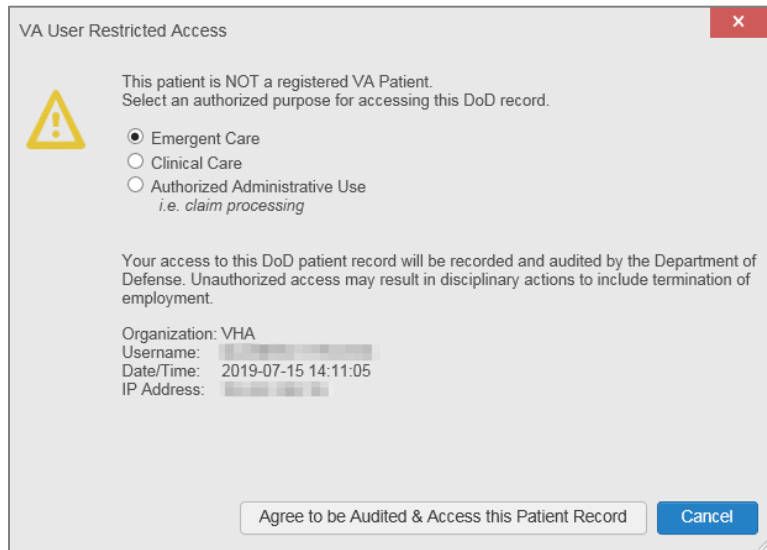 VA User Restricted Access
This patient is NOT a registered VA Patient.
Select an authorized purpose for accessing this DoD record.
Emergent Care
Clinical Care
Authorized Administrative Use
i.e. claim processing
Your access to this DoD patient record will be recorded and audited by the Department of
Defense. Unauthorized access may result in disciplinary actions to include termination of
employment.
Organization: VHA
Username:
Date/Time: 2019-07-15 14:11:05
IP Address:
Agree to be Audited & Access this Patient Record
Cancel